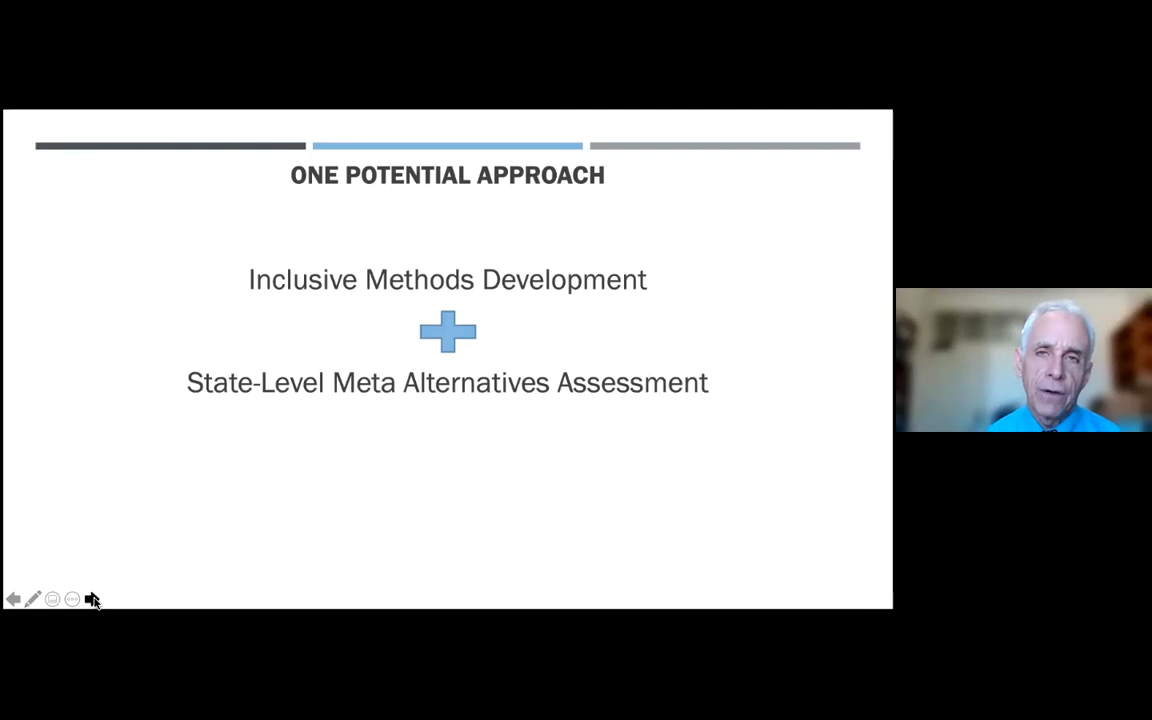 ONE POTENTIAL APPROACH
Inclusive Methods Development
State-Level Meta Alternatives Assessment